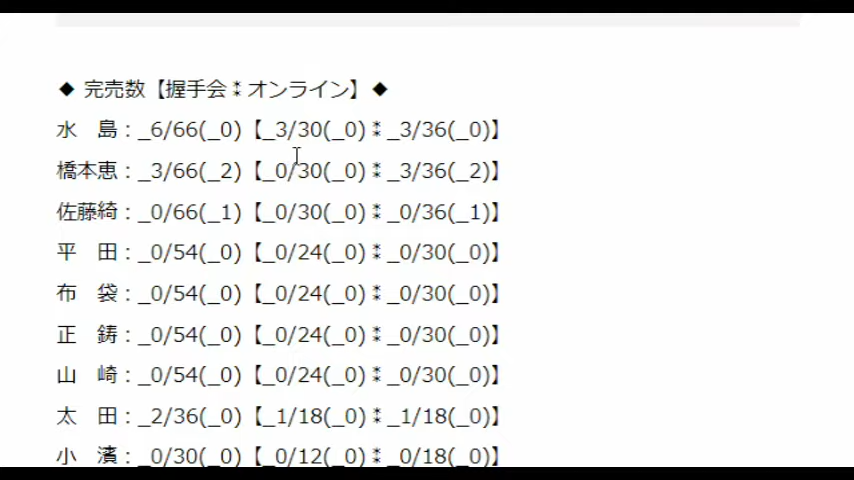 ◆ 完売数【握手会⁑オンライン】◆
水　島：_6/66(_0)【_3/30(_0)⁑_3/36(_0)】
橋本恵：_3/66(_2)【_0/30(_0)⁑_3/36(_2)】
佐藤綺：_0/66(_1)【_0/30(_0)⁑_0/36(_1)】
平　田：_0/54(_0)【_0/24(_0)⁑_0/30(_0)】
布　袋：_0/54(_0)【_0/24(_0)⁑_0/30(_0)】
正　鋳：_0/54(_0)【_0/24(_0)⁑_0/30(_0)】
山　崎：_0/54(_0)【_0/24(_0)⁑_0/30(_0)】
太　田：_2/36(_0)【_1/18(_0)⁑_1/18(_0)】
小　濱：_0/30(_0)【_0/12(_0)⁑_0/18(_0)】